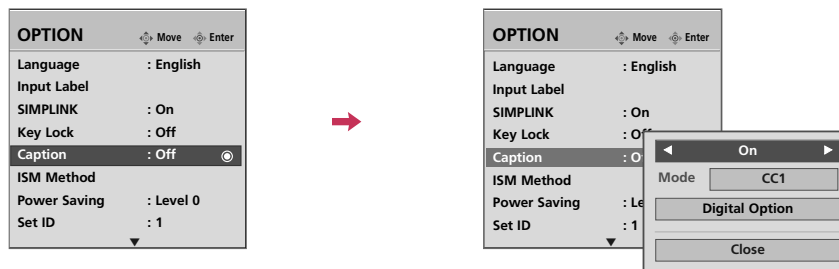 OPTION Move Enter
Language : English
Input Label
SIMPLINK : On
Key Lock : Off
Caption : Off
ISM Method
Power Saving : Level 0
Set ID : 1
OPTION Move Enter
Language : English
Input Label
SIMPLINK : On
Key Lock
Caption
ISM Method
Power Saving
Set ID : 1
On
Mode CC1
Digital Option
Close